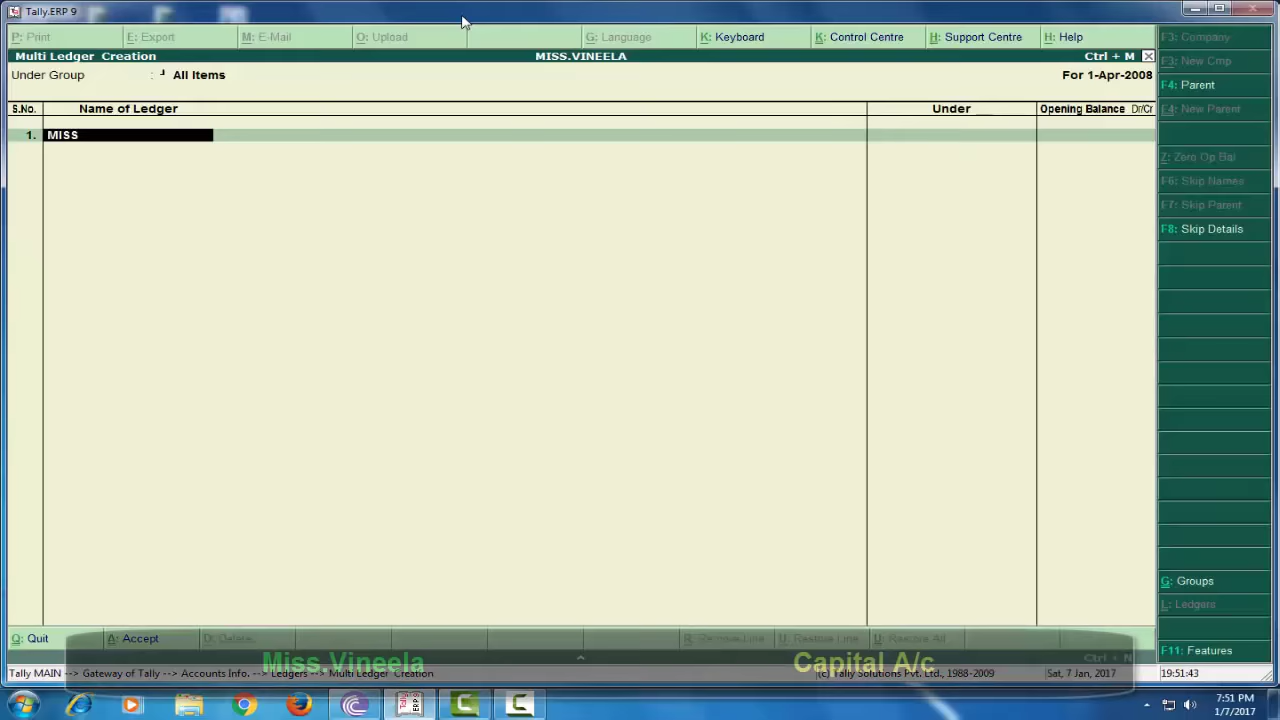 Tally.ERP 9
P: Print E: Export M: E-Mail O: Upload G: Language K: Keyboard K: Control Centre H: Support Centre H: Help
Multi Ledger Creation MISS.VINEELA Ctrl + M
Under Group : All Items For 1-Apr-2008
S.No. Name of Ledger Under Opening Balance Dr/Cr
1. MISS
F3: Company
F3: New Cmp
F4: Parent
F4: New Parent
Z: Zero Op Bal
F6: Skip Names
F7: Skip Parent
F8: Skip Details
G: Groups
L: Ledgers
F11: Features
Q: Quit A: Accept D: Delete R: Remove Line U: Restore Line U: Restore All
Ctrl + N
Miss.Vineela Capital A/c
Tally MAIN --> Gateway of Tally --> Accounts Info. --> Ledgers --> Multi Ledger Creation (c) Tally Solutions Pvt. Ltd., 1988-2009 Sat, 7 Jan, 2017 19:51:43
7:51 PM
1/7/2017